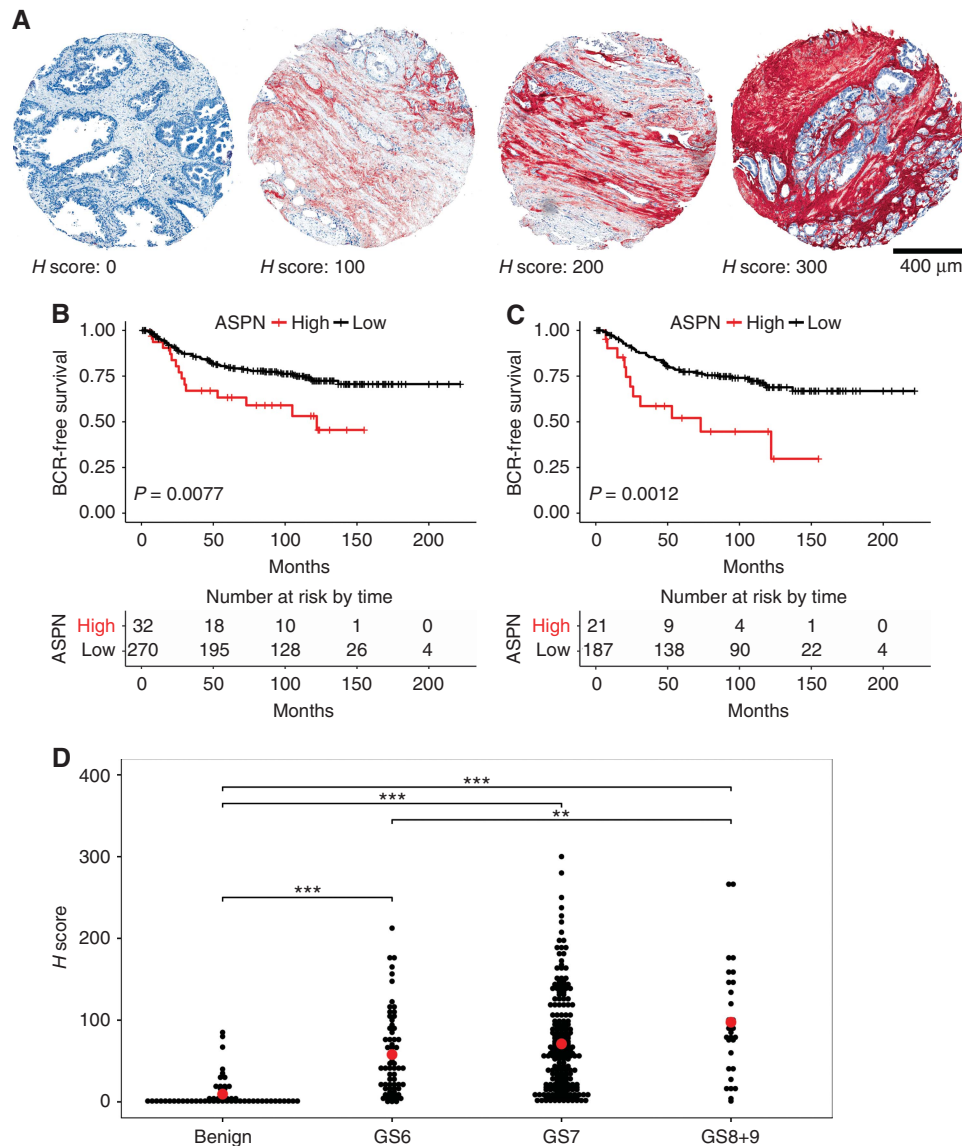 A
H score: 0
H score: 100
H score: 200
H score: 300
400 µm
B
ASPN High Low
BCR-free survival
1.00
0.75
0.50
0.25
0.00
P = 0.0077
0 50 100 150 200
Months
Number at risk by time
ASPN
High 32 18 10 1 0
Low 270 195 128 26 4
0 50 100 150 200
Months
C
ASPN High Low
BCR-free survival
1.00
0.75
0.50
0.25
0.00
P = 0.0012
0 50 100 150 200
Months
Number at risk by time
ASPN
High 21 9 4 1 0
Low 187 138 90 22 4
0 50 100 150 200
Months
D
H score
400
300
200
100
0
***
***
**
***
Benign GS6 GS7 GS8+9